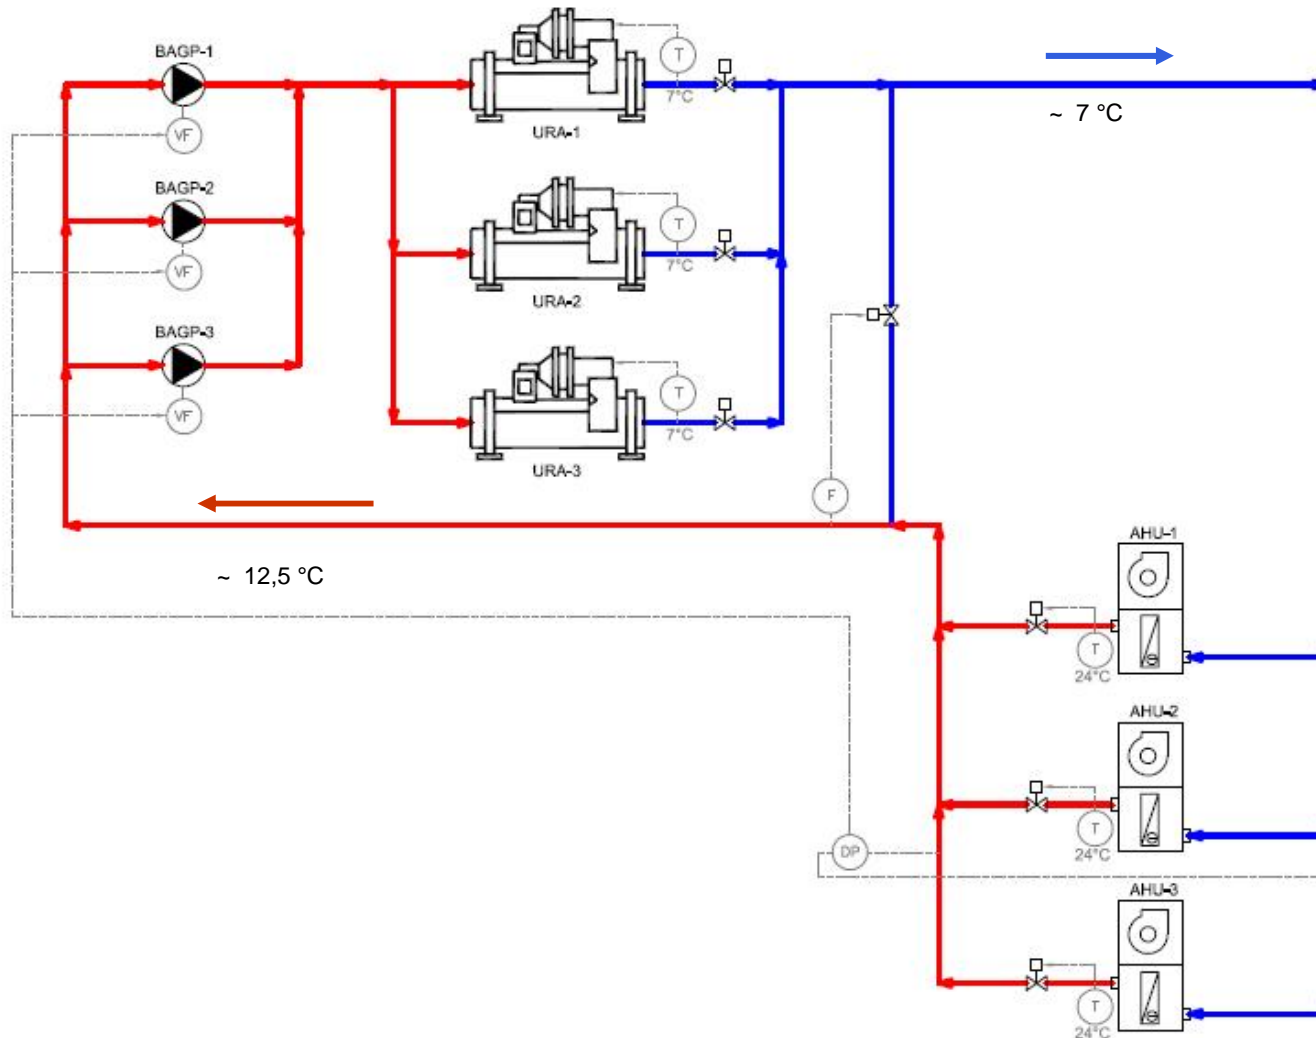 BAGP-1
VF
BAGP-2
VF
BAGP-3
VF
T
7°C
URA-1
T
7°C
URA-2
T
7°C
URA-3
~ 7 °C
F
~ 12,5 °C
AHU-1
T
24°C
AHU-2
T
24°C
DP
AHU-3
T
24°C